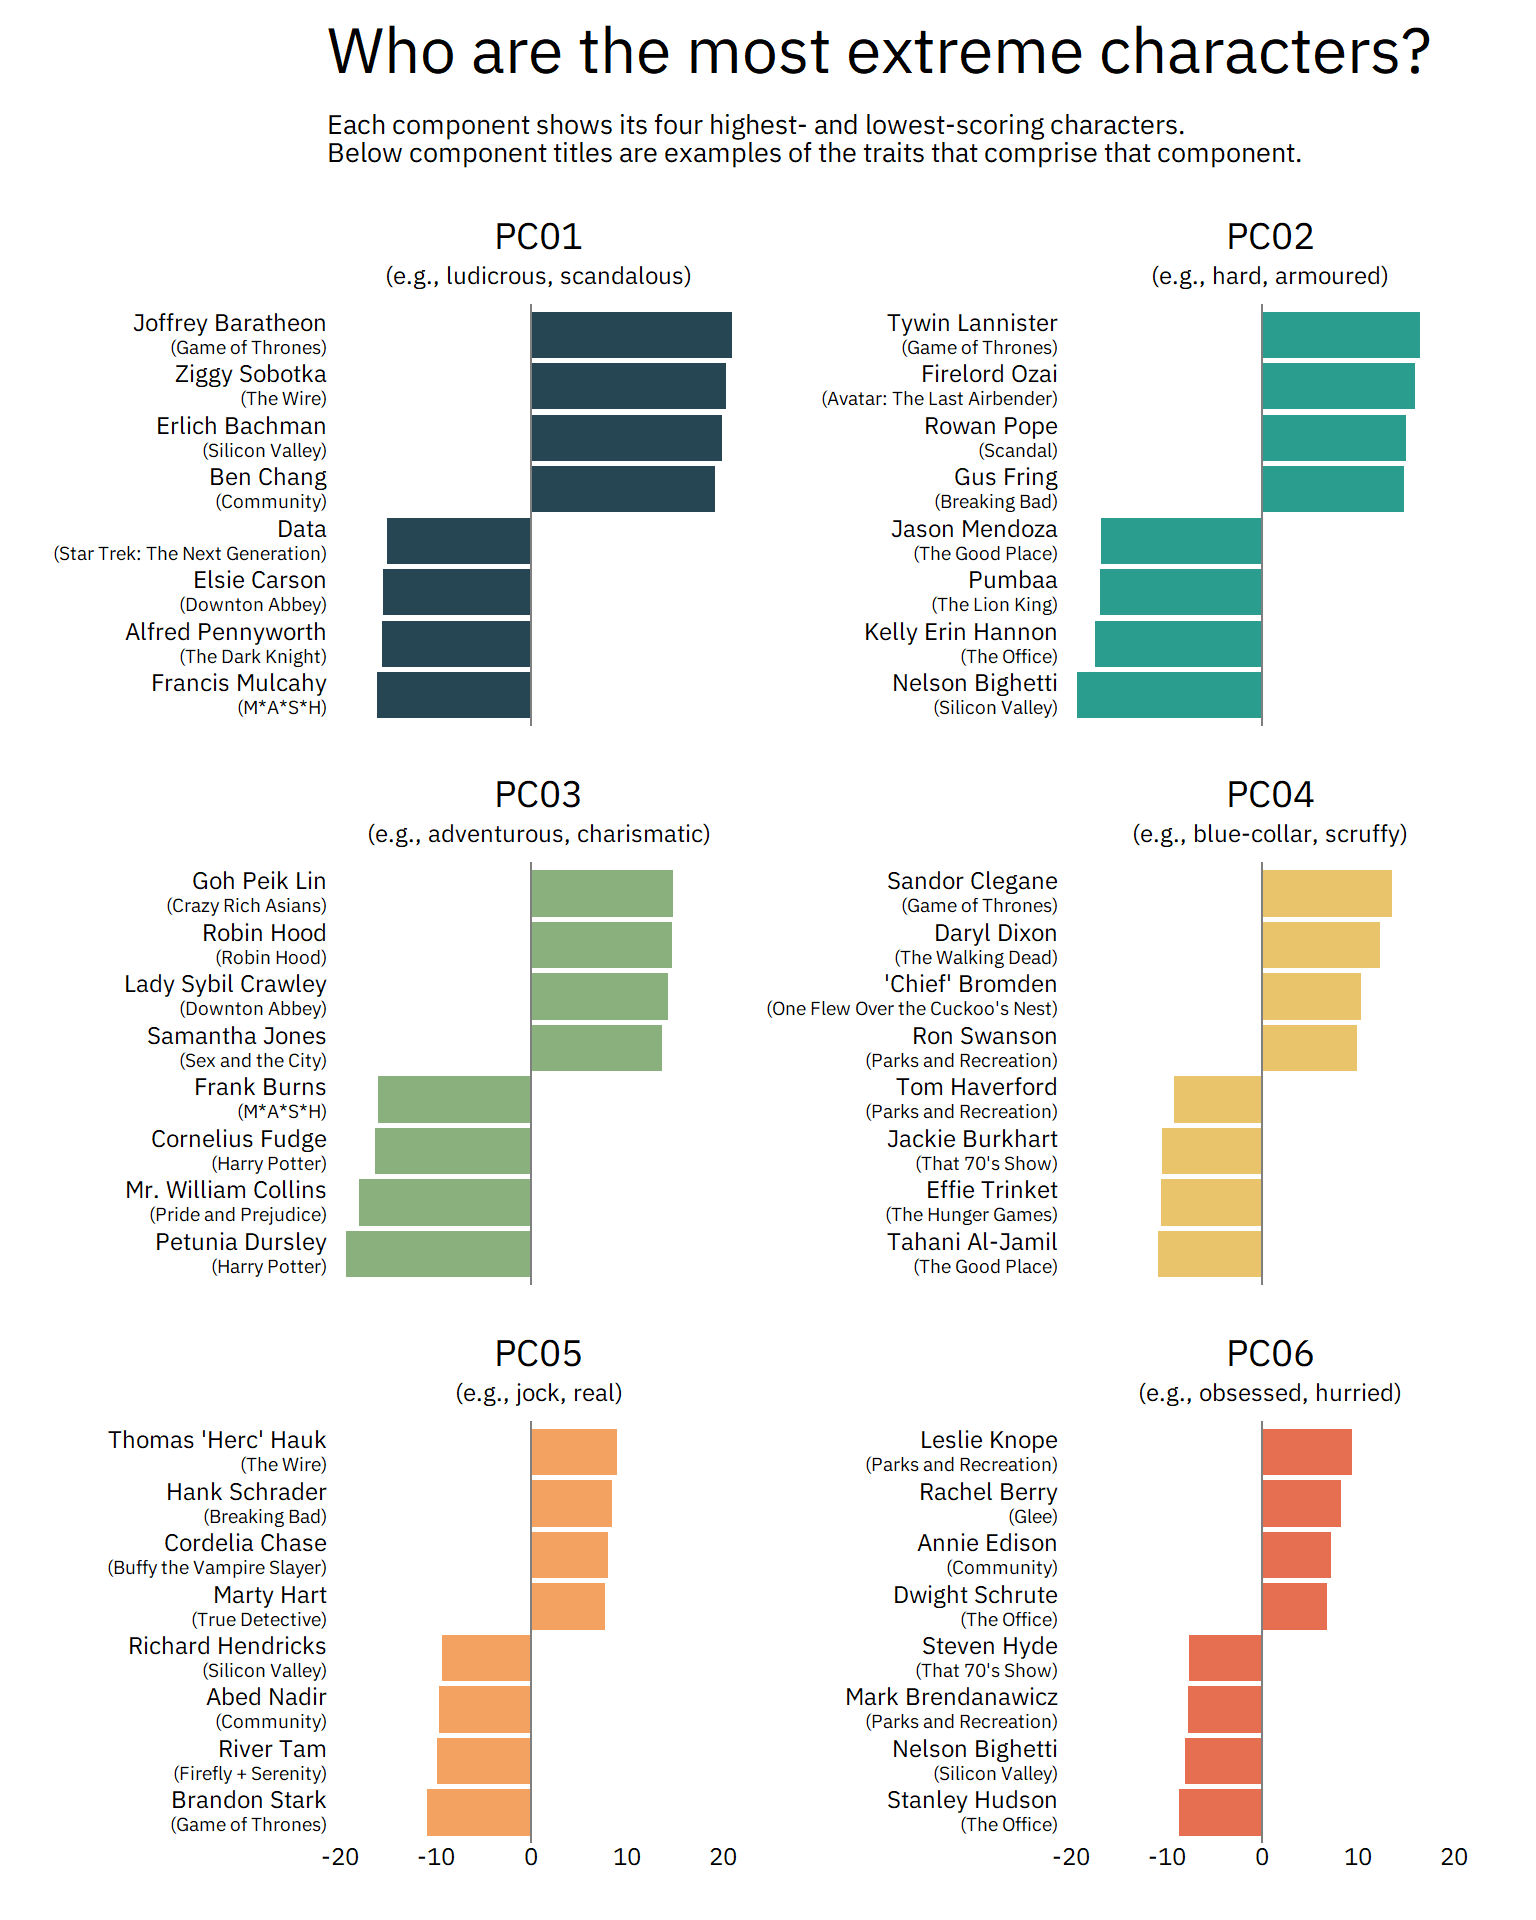 Who are the most extreme characters?
Each component shows its four highest- and lowest-scoring characters.
Below component titles are examples of the traits that comprise that component.
PC01
(e.g., ludicrous, scandalous)
Joffrey Baratheon
(Game of Thrones)
Ziggy Sobotka
(The Wire)
Erlich Bachman
(Silicon Valley)
Ben Chang
(Community)
Data
(Star Trek: The Next Generation)
Elsie Carson
(Downton Abbey)
Alfred Pennyworth
(The Dark Knight)
Francis Mulcahy
(M*A*S*H)
PC02
(e.g., hard, armoured)
Tywin Lannister
(Game of Thrones)
Firelord Ozai
(Avatar: The Last Airbender)
Rowan Pope
(Scandal)
Gus Fring
(Breaking Bad)
Jason Mendoza
(The Good Place)
Pumbaa
(The Lion King)
Kelly Erin Hannon
(The Office)
Nelson Bighetti
(Silicon Valley)
PC03
(e.g., adventurous, charismatic)
Goh Peik Lin
(Crazy Rich Asians)
Robin Hood
(Robin Hood)
Lady Sybil Crawley
(Downton Abbey)
Samantha Jones
(Sex and the City)
Frank Burns
(M*A*S*H)
Cornelius Fudge
(Harry Potter)
Mr. William Collins
(Pride and Prejudice)
Petunia Dursley
(Harry Potter)
PC04
(e.g., blue-collar, scruffy)
Sandor Clegane
(Game of Thrones)
Daryl Dixon
(The Walking Dead)
'Chief' Bromden
(One Flew Over the Cuckoo's Nest)
Ron Swanson
(Parks and Recreation)
Tom Haverford
(Parks and Recreation)
Jackie Burkhart
(That 70's Show)
Effie Trinket
(The Hunger Games)
Tahani Al-Jamil
(The Good Place)
PC05
(e.g., jock, real)
Thomas 'Herc' Hauk
(The Wire)
Hank Schrader
(Breaking Bad)
Cordelia Chase
(Buffy the Vampire Slayer)
Marty Hart
(True Detective)
Richard Hendricks
(Silicon Valley)
Abed Nadir
(Community)
River Tam
(Firefly + Serenity)
Brandon Stark
(Game of Thrones)
-20 -10 0 10 20
PC06
(e.g., obsessed, hurried)
Leslie Knope
(Parks and Recreation)
Rachel Berry
(Glee)
Annie Edison
(Community)
Dwight Schrute
(The Office)
Steven Hyde
(That 70's Show)
Mark Brendanawicz
(Parks and Recreation)
Nelson Bighetti
(Silicon Valley)
Stanley Hudson
(The Office)
-20 -10 0 10 20